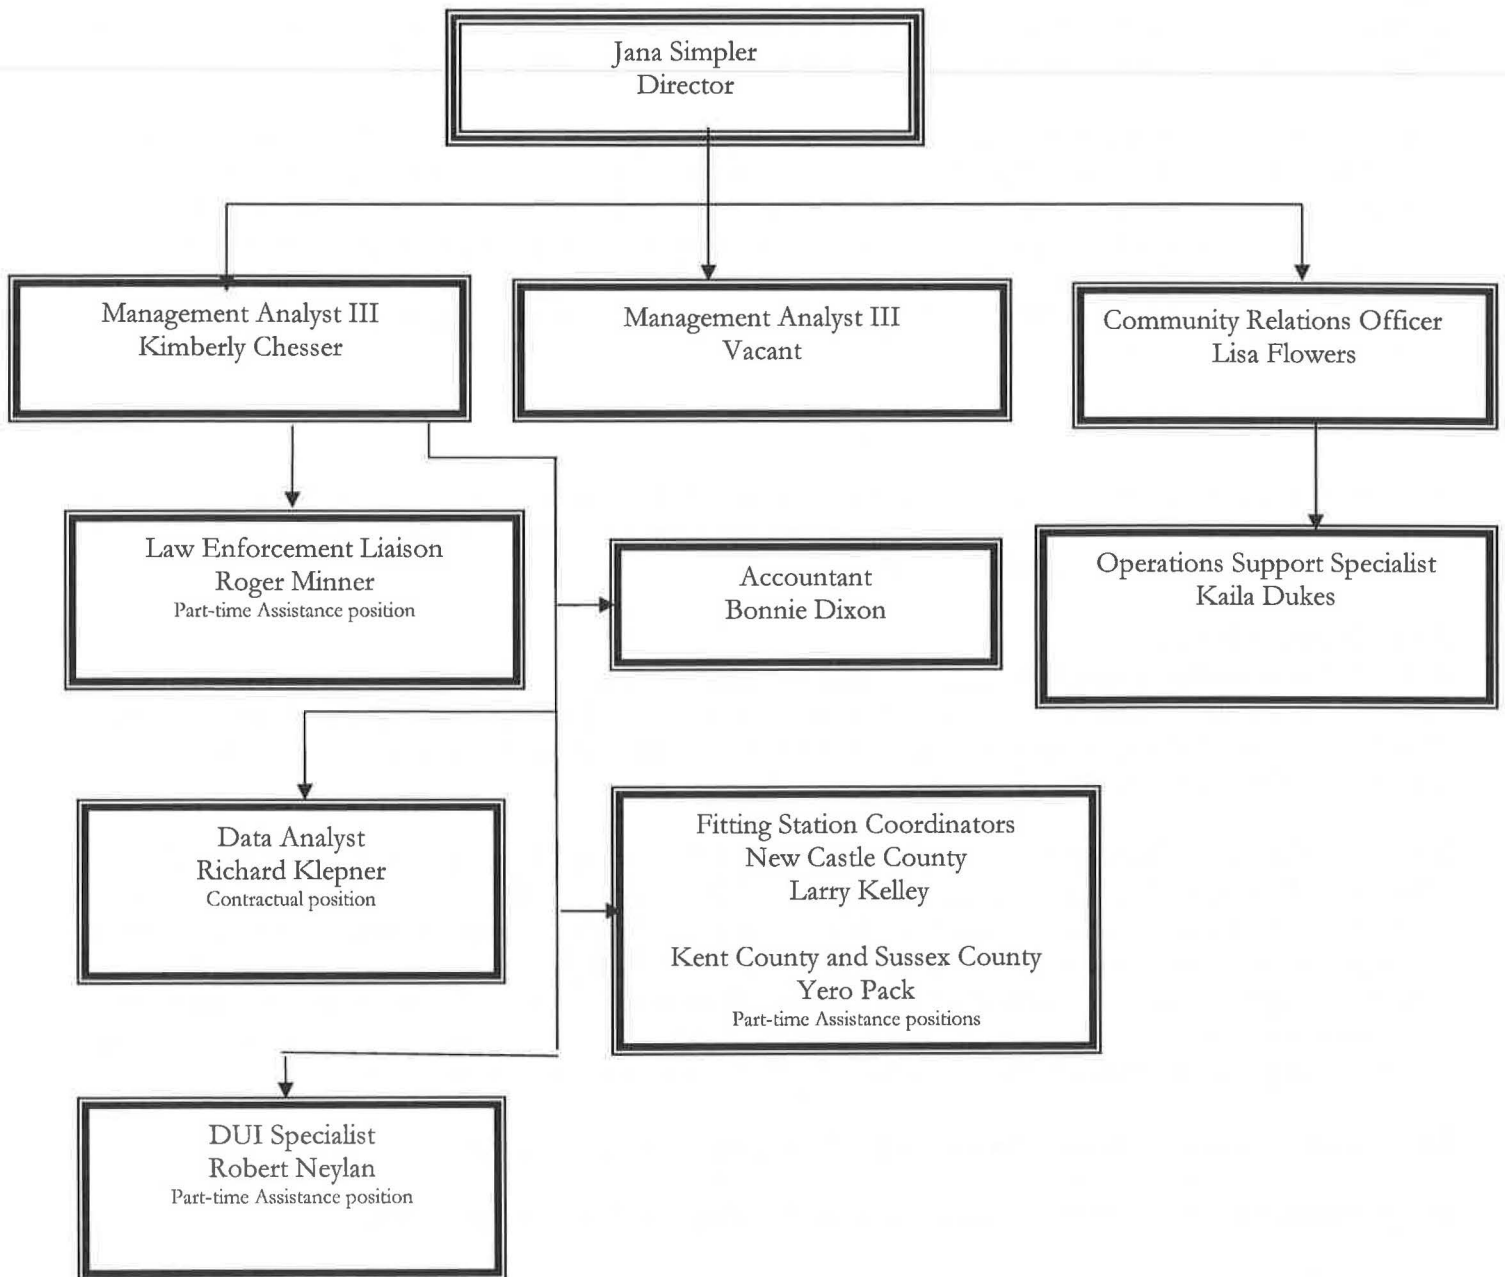 Jana Simpler
Director
Management Analyst III
Kimberly Chesser
Management Analyst III
Vacant
Community Relations Officer
Lisa Flowers
Law Enforcement Liaison
Roger Minner
Part-time Assistance position
Accountant
Bonnie Dixon
Operations Support Specialist
Kaila Dukes
Data Analyst
Richard Klepner
Contractual position
Fitting Station Coordinators
New Castle County
Larry Kelley
Kent County and Sussex County
Yero Pack
Part-time Assistance positions
DUI Specialist
Robert Neylan
Part-time Assistance position